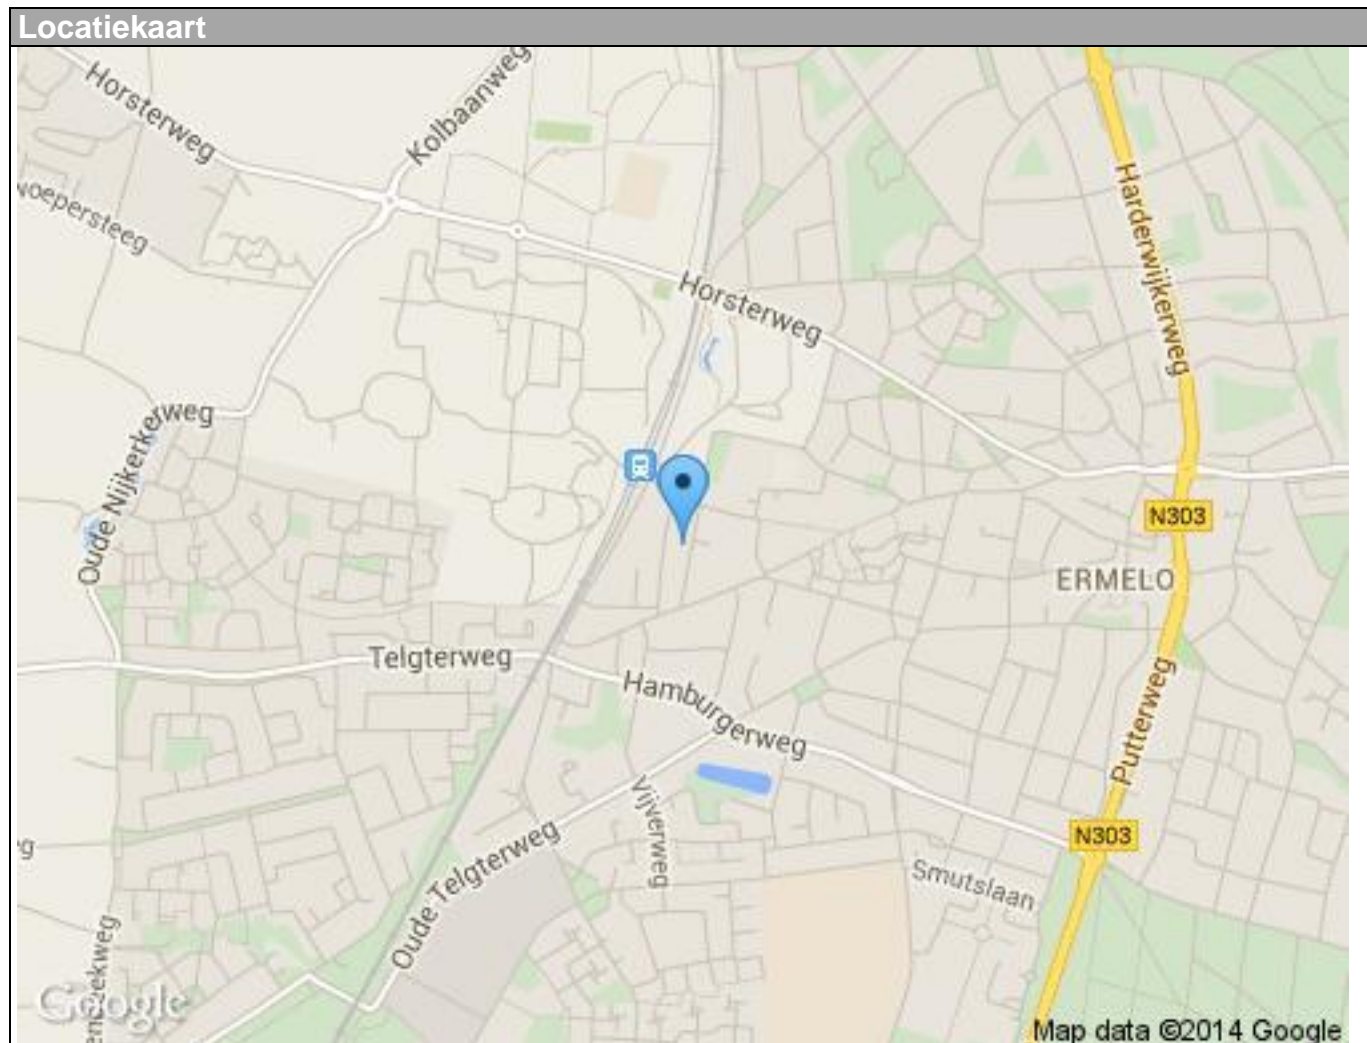 Locatiekaart
Horsterweg
Kolbaanweg
Harderwijkerweg
Horsterweg
Oude Nijkerkerweg
N303
ERMELO
Telgterweg
Hamburgerweg
Putterweg
Vijverweg
N303
Oude Telgterweg
Smutslaan
Google
Map data ©2014 Google